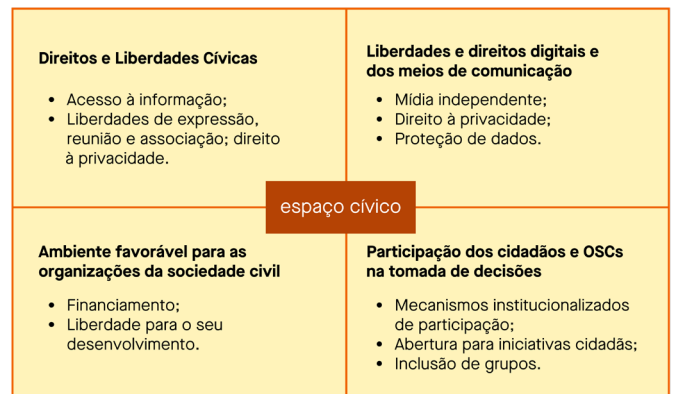 Direitos e Liberdades Cívicas
• Acesso à informação;
• Liberdades de expressão,
reunião e associação; direito
à privacidade.
Liberdades e direitos digitais e
dos meios de comunicação
• Mídia independente;
• Direito à privacidade;
• Proteção de dados.
espaço cívico
Ambiente favorável para as
organizações da sociedade civil
• Financiamento;
• Liberdade para o seu
desenvolvimento.
Participação dos cidadãos e OSCs
na tomada de decisões
• Mecanismos institucionalizados
de participação;
• Abertura para iniciativas cidadãs;
• Inclusão de grupos.